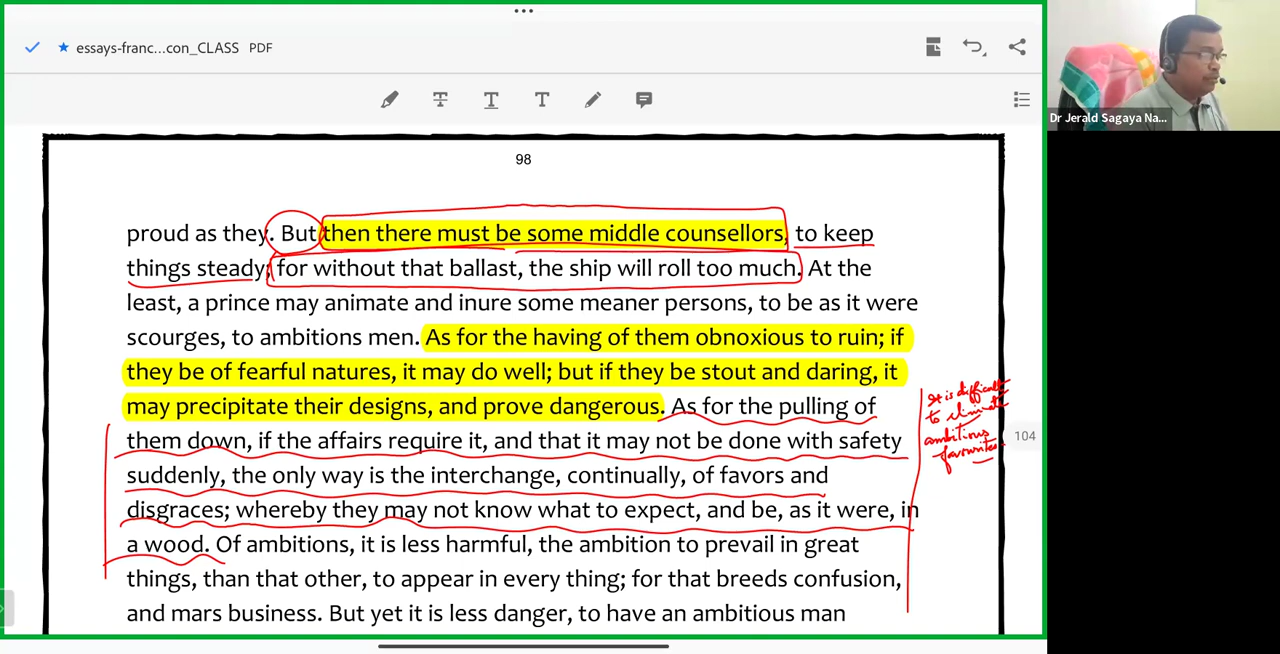 essays-franc...con_CLASS PDF
Dr Jerald Sagaya Na...
98
proud as they. But then there must be some middle counsellors, to keep
things steady; for without that ballast, the ship will roll too much. At the
least, a prince may animate and inure some meaner persons, to be as it were
scourges, to ambitions men. As for the having of them obnoxious to ruin; if
they be of fearful natures, it may do well; but if they be stout and daring, it
may precipitate their designs, and prove dangerous. As for the pulling of
them down, if the affairs require it, and that it may not be done with safety
suddenly, the only way is the interchange, continually, of favors and
disgraces; whereby they may not know what to expect, and be, as it were, in
a wood. Of ambitions, it is less harmful, the ambition to prevail in great
things, than that other, to appear in every thing; for that breeds confusion,
and mars business. But yet it is less danger, to have an ambitious man
It is difficult
to eliminate
ambitious
favourites
104